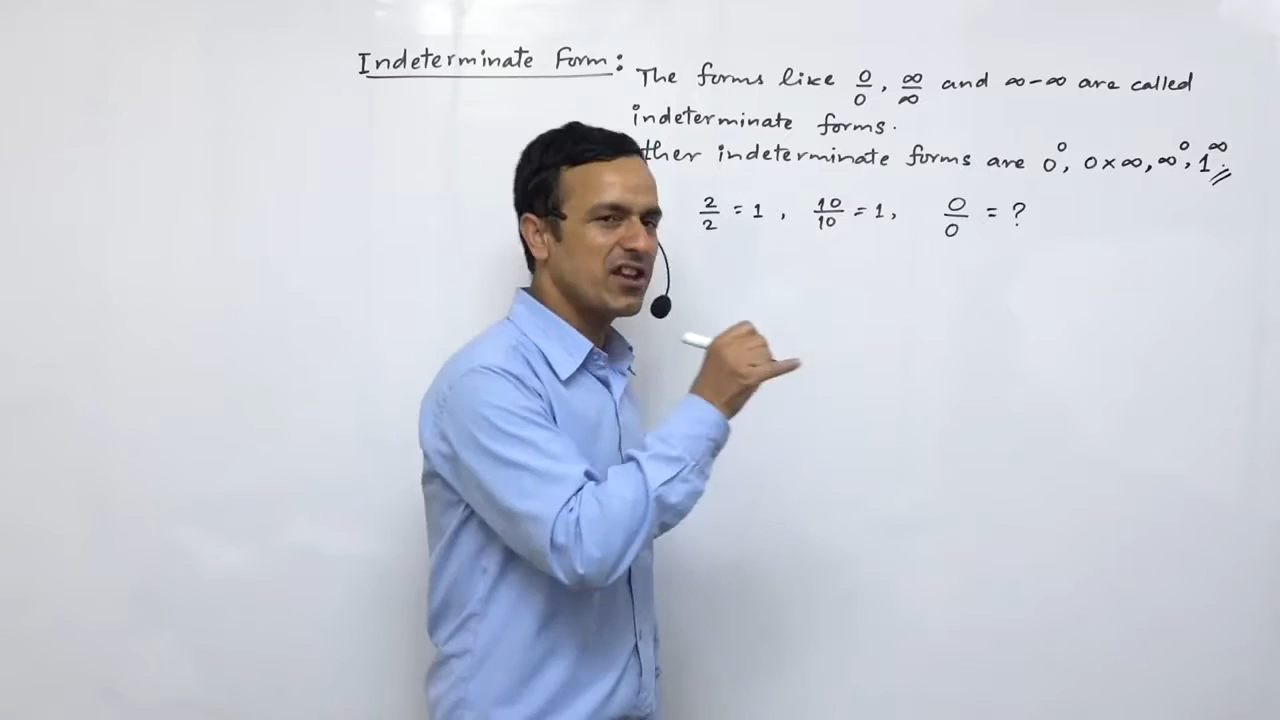 Indeterminate Form: The forms like 0/0, ∞/∞ and ∞-∞ are called
indeterminate forms.
ther indeterminate forms are 0⁰, 0×∞, ∞⁰, 1^∞.
2/2 = 1, 10/10 = 1, 0/0 = ?